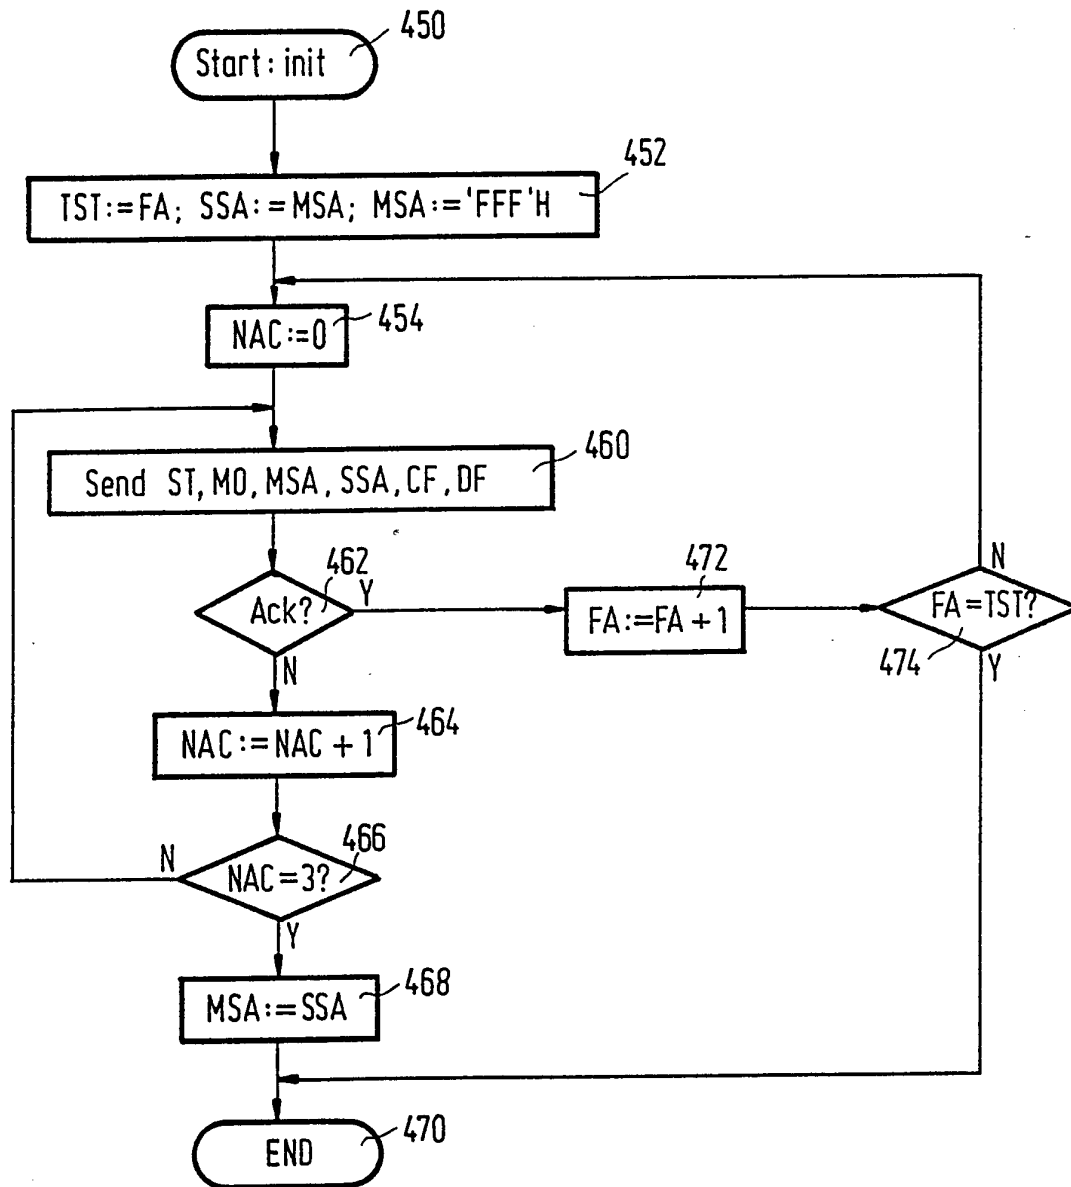 450
Start: init
452
TST:=FA; SSA:=MSA; MSA:='FFF'H
454
NAC:=0
460
Send ST, MO, MSA, SSA, CF, DF
462
Ack?
Y
N
472
FA:=FA+1
N
FA=TST?
474
Y
464
NAC:=NAC+1
466
N
NAC=3?
Y
468
MSA:=SSA
470
END